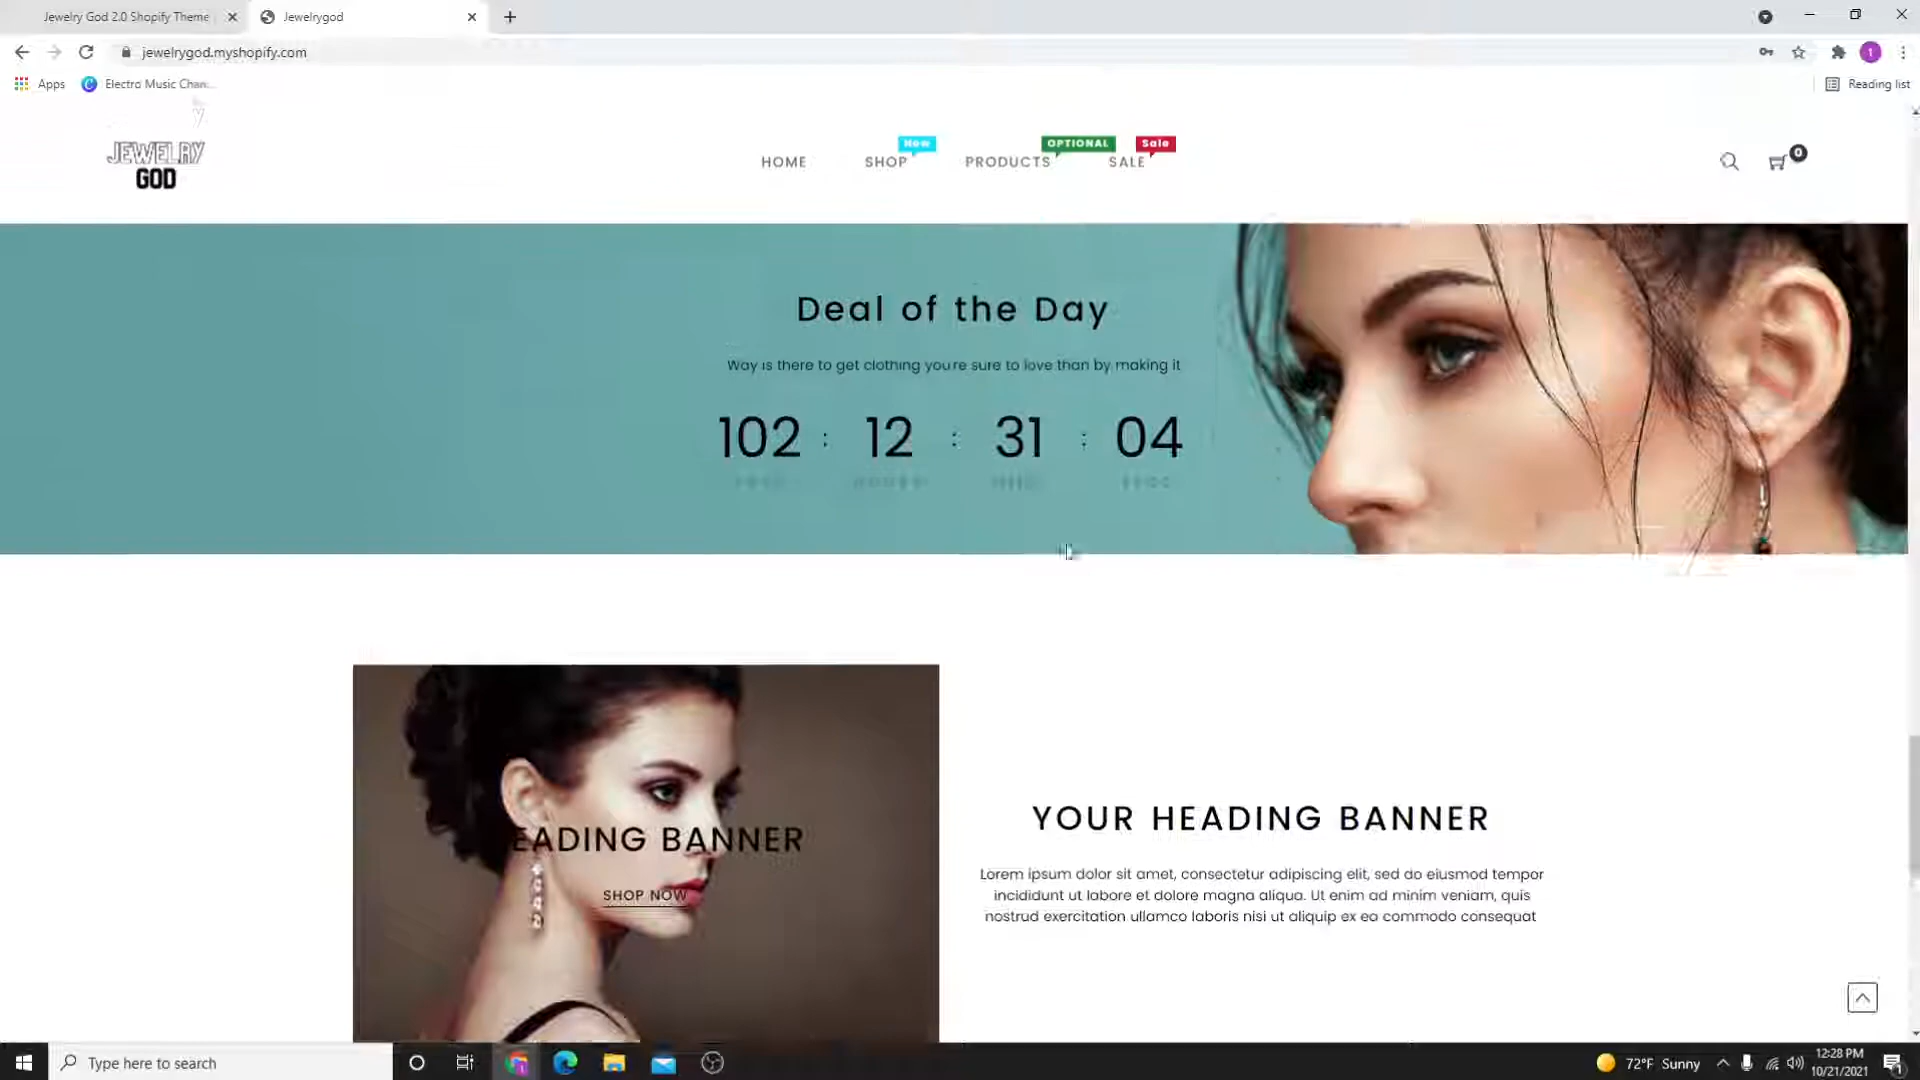 Jewelry God 2.0 Shopify Theme
Jewelrygod
jewelrygod.myshopify.com
1
Apps
Electro Music Chan...
Reading list
JEWELRY
GOD
HOME
SHOP
New
PRODUCTS
OPTIONAL
SALE
Sale
0
Deal of the Day
Way is there to get clothing you're sure to love than by making it
102 : 12 : 31 : 04
EADING BANNER
SHOP NOW
YOUR HEADING BANNER
Lorem ipsum dolor sit amet, consectetur adipiscing elit, sed do eiusmod tempor
incididunt ut labore et dolore magna aliqua. Ut enim ad minim veniam, quis
nostrud exercitation ullamco laboris nisi ut aliquip ex ea commodo consequat
Type here to search
72°F Sunny
12:28 PM
10/21/2021
1